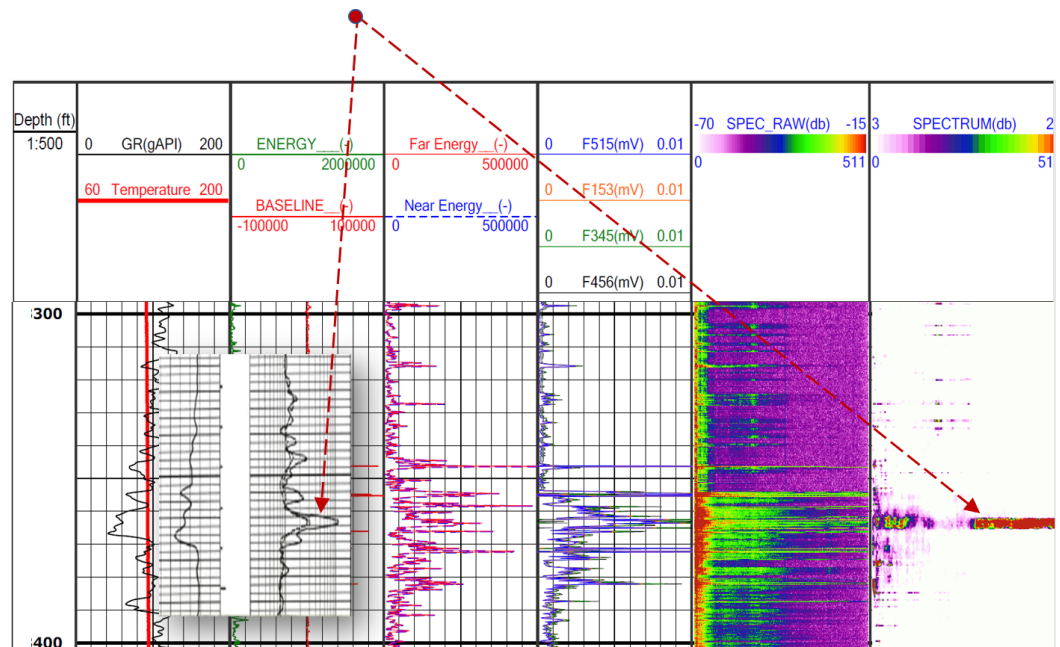 Depth (ft)
1:500
0 GR(gAPI) 200
60 Temperature 200
ENERGY___(-)
0 2000000
BASELINE__(-)
-100000 100000
Far Energy__(-)
0 500000
Near Energy__(-)
0 500000
0 F515(mV) 0.01
0 F153(mV) 0.01
0 F345(mV) 0.01
0 F456(mV) 0.01
-70 SPEC_RAW(db) -15
0 511
3 SPECTRUM(db) 2
0 51
300
400